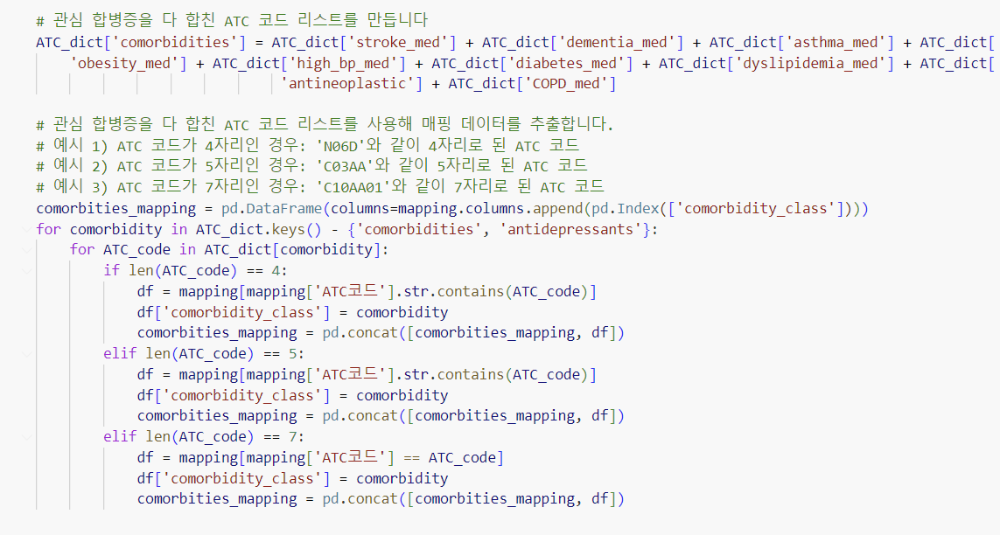 # 관심 합병증을 다 합친 ATC 코드 리스트를 만듭니다
ATC_dict['comorbidities'] = ATC_dict['stroke_med'] + ATC_dict['dementia_med'] + ATC_dict['asthma_med'] + ATC_dict[
'obesity_med'] + ATC_dict['high_bp_med'] + ATC_dict['diabetes_med'] + ATC_dict['dyslipidemia_med'] + ATC_dict[
'antineoplastic'] + ATC_dict['COPD_med']
# 관심 합병증을 다 합친 ATC 코드 리스트를 사용해 매핑 데이터를 추출합니다.
# 예시 1) ATC 코드가 4자리인 경우: 'N06D'와 같이 4자리로 된 ATC 코드
# 예시 2) ATC 코드가 5자리인 경우: 'C03AA'와 같이 5자리로 된 ATC 코드
# 예시 3) ATC 코드가 7자리인 경우: 'C10AA01'와 같이 7자리로 된 ATC 코드
comorbities_mapping = pd.DataFrame(columns=mapping.columns.append(pd.Index(['comorbidity_class'])))
for comorbidity in ATC_dict.keys() - {'comorbidities', 'antidepressants'}:
for ATC_code in ATC_dict[comorbidity]:
if len(ATC_code) == 4:
df = mapping[mapping['ATC코드'].str.contains(ATC_code)]
df['comorbidity_class'] = comorbidity
comorbities_mapping = pd.concat([comorbities_mapping, df])
elif len(ATC_code) == 5:
df = mapping[mapping['ATC코드'].str.contains(ATC_code)]
df['comorbidity_class'] = comorbidity
comorbities_mapping = pd.concat([comorbities_mapping, df])
elif len(ATC_code) == 7:
df = mapping[mapping['ATC코드'] == ATC_code]
df['comorbidity_class'] = comorbidity
comorbities_mapping = pd.concat([comorbities_mapping, df])